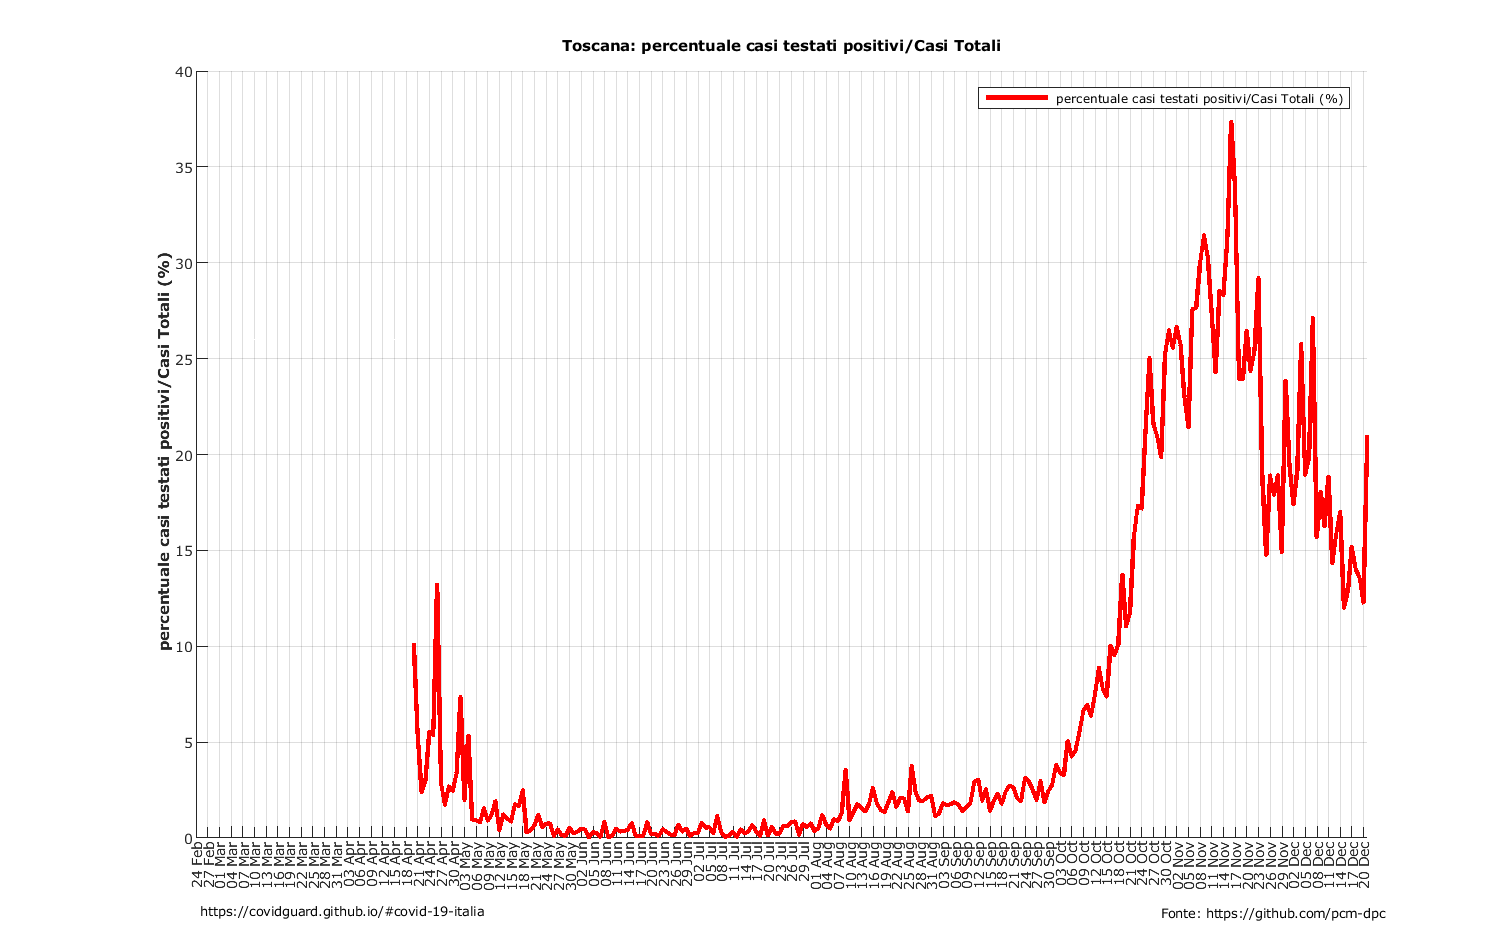 Toscana: percentuale casi testati positivi/Casi Totali
percentuale casi testati positivi/Casi Totali (%)
percentuale casi testati positivi/Casi Totali (%)
40
35
30
25
20
15
10
5
0
24 Feb
27 Feb
01 Mar
04 Mar
07 Mar
10 Mar
13 Mar
16 Mar
19 Mar
22 Mar
25 Mar
28 Mar
31 Mar
03 Apr
06 Apr
09 Apr
12 Apr
15 Apr
18 Apr
21 Apr
24 Apr
27 Apr
30 Apr
03 May
06 May
09 May
12 May
15 May
18 May
21 May
24 May
27 May
30 May
02 Jun
05 Jun
08 Jun
11 Jun
14 Jun
17 Jun
20 Jun
23 Jun
26 Jun
29 Jun
02 Jul
05 Jul
08 Jul
11 Jul
14 Jul
17 Jul
20 Jul
23 Jul
26 Jul
29 Jul
01 Aug
04 Aug
07 Aug
10 Aug
13 Aug
16 Aug
19 Aug
22 Aug
25 Aug
28 Aug
31 Aug
03 Sep
06 Sep
09 Sep
12 Sep
15 Sep
18 Sep
21 Sep
24 Sep
27 Sep
30 Sep
03 Oct
06 Oct
09 Oct
12 Oct
15 Oct
18 Oct
21 Oct
24 Oct
27 Oct
30 Oct
02 Nov
05 Nov
08 Nov
11 Nov
14 Nov
17 Nov
20 Nov
23 Nov
26 Nov
29 Nov
02 Dec
05 Dec
08 Dec
11 Dec
14 Dec
17 Dec
20 Dec
https://covidguard.github.io/#covid-19-italia
Fonte: https://github.com/pcm-dpc